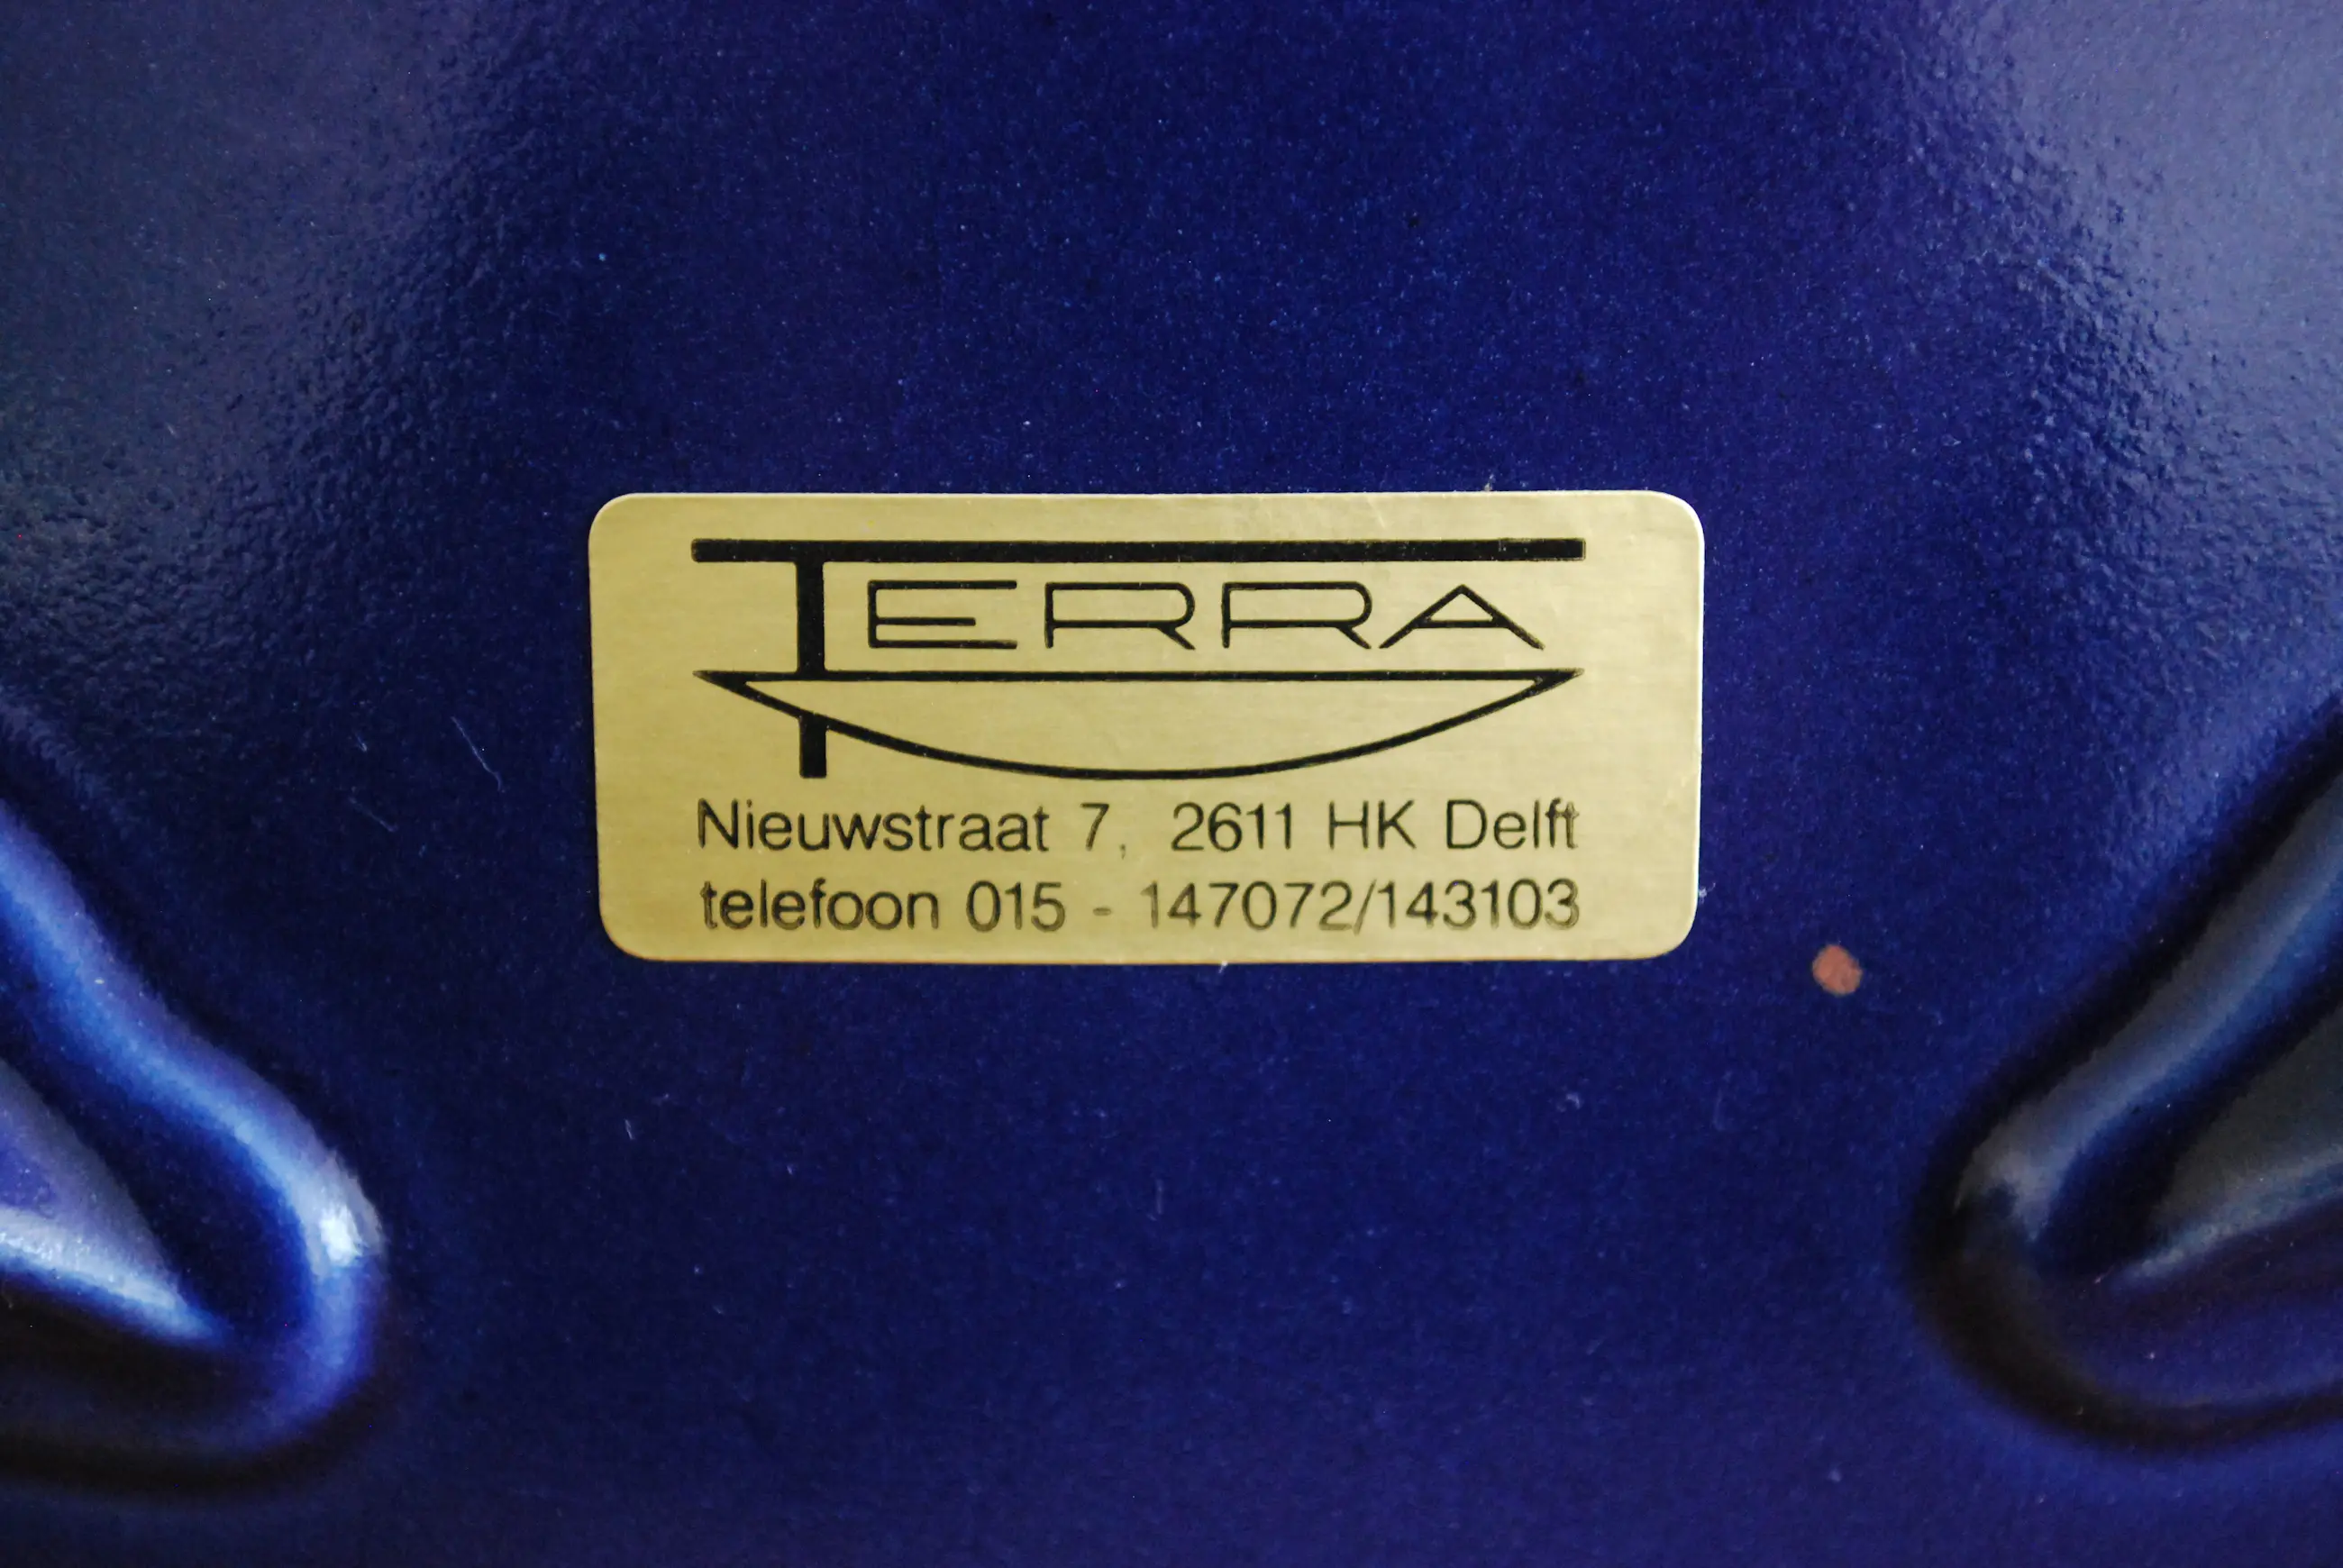 TERRA
Nieuwstraat 7, 2611 HK Delft
telefoon 015 - 147072/143103